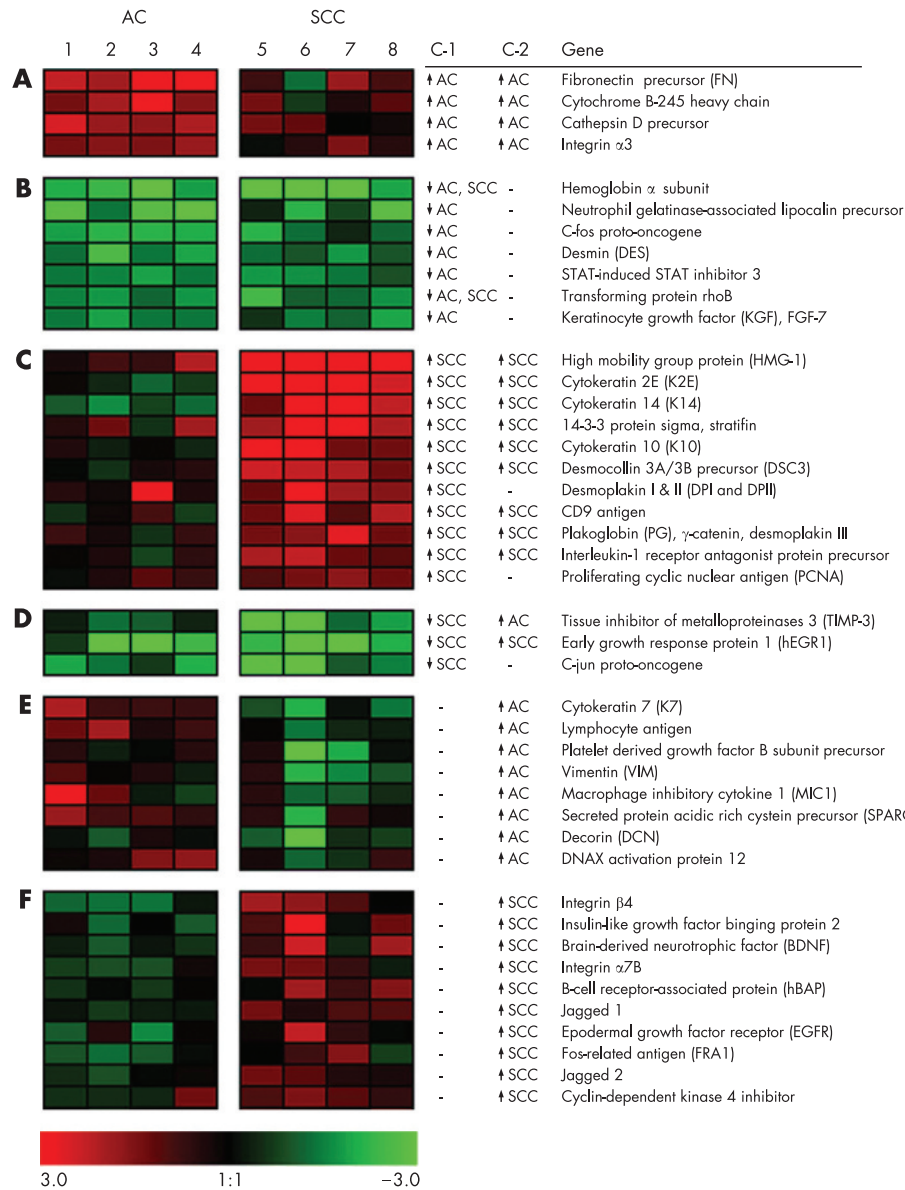 AC SCC
1 2 3 4 5 6 7 8 C-1 C-2 Gene
A
↑ AC ↑ AC Fibronectin precursor (FN)
↑ AC ↑ AC Cytochrome B-245 heavy chain
↑ AC ↑ AC Cathepsin D precursor
↑ AC ↑ AC Integrin α3
B
↓ AC, SCC - Hemoglobin α subunit
↓ AC - Neutrophil gelatinase-associated lipocalin precursor
↓ AC - C-fos proto-oncogene
↓ AC - Desmin (DES)
↓ AC - STAT-induced STAT inhibitor 3
↓ AC, SCC - Transforming protein rhoB
↓ AC - Keratinocyte growth factor (KGF), FGF-7
C
↑ SCC ↑ SCC High mobility group protein (HMG-1)
↑ SCC ↑ SCC Cytokeratin 2E (K2E)
↑ SCC ↑ SCC Cytokeratin 14 (K14)
↑ SCC ↑ SCC 14-3-3 protein sigma, stratifin
↑ SCC ↑ SCC Cytokeratin 10 (K10)
↑ SCC ↑ SCC Desmocollin 3A/3B precursor (DSC3)
↑ SCC - Desmoplakin I & II (DPI and DPII)
↑ SCC ↑ SCC CD9 antigen
↑ SCC ↑ SCC Plakoglobin (PG), γ-catenin, desmoplakin III
↑ SCC ↑ SCC Interleukin-1 receptor antagonist protein precursor
↑ SCC - Proliferating cyclic nuclear antigen (PCNA)
D
↓ SCC ↑ AC Tissue inhibitor of metalloproteinases 3 (TIMP-3)
↓ SCC ↑ SCC Early growth response protein 1 (hEGR1)
↓ SCC - C-jun proto-oncogene
E
- ↑ AC Cytokeratin 7 (K7)
- ↑ AC Lymphocyte antigen
- ↑ AC Platelet derived growth factor B subunit precursor
- ↑ AC Vimentin (VIM)
- ↑ AC Macrophage inhibitory cytokine 1 (MIC1)
- ↑ AC Secreted protein acidic rich cystein precursor (SPARC
- ↑ AC Decorin (DCN)
- ↑ AC DNAX activation protein 12
F
- ↑ SCC Integrin β4
- ↑ SCC Insulin-like growth factor binging protein 2
- ↑ SCC Brain-derived neurotrophic factor (BDNF)
- ↑ SCC Integrin α7B
- ↑ SCC B-cell receptor-associated protein (hBAP)
- ↑ SCC Jagged 1
- ↑ SCC Epodermal growth factor receptor (EGFR)
- ↑ SCC Fos-related antigen (FRA1)
- ↑ SCC Jagged 2
- ↑ SCC Cyclin-dependent kinase 4 inhibitor
3.0 1:1 −3.0